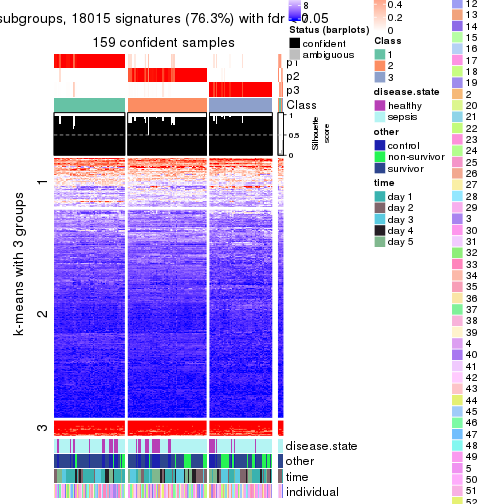 subgroups, 18015 signatures (76.3%) with fdr < 0.05
159 confident samples
p1
p2
p3
Class
1
0.5
0
Silhouette
score
k-means with 3 groups
1
2
3
disease.state
other
time
individual
8
Status (barplots)
confident
ambiguous
0.4
0.2
0
Class
1
2
3
disease.state
healthy
sepsis
other
control
non-survivor
survivor
time
day 1
day 2
day 3
day 4
day 5
12
13
14
15
16
17
18
19
2
20
21
22
23
24
25
26
27
28
29
3
30
31
32
33
34
35
36
37
38
39
4
40
41
42
43
44
45
46
47
48
49
5
50
51